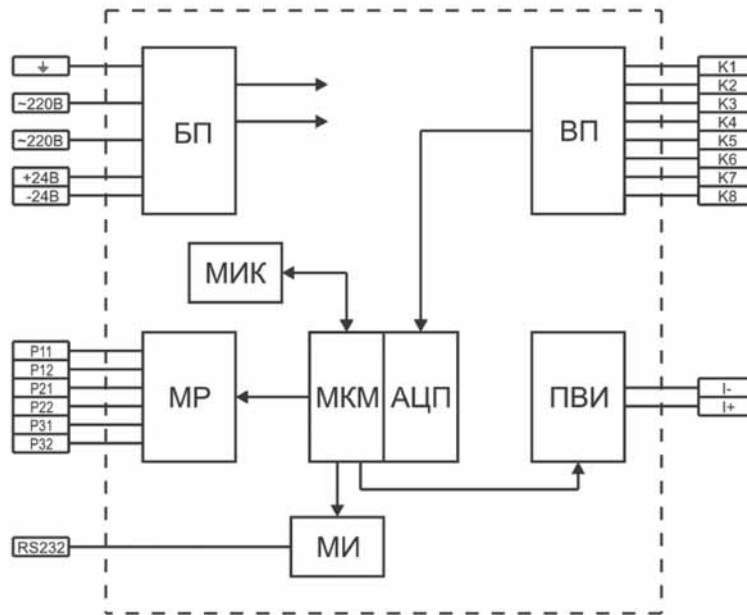 ~220В
~220В
+24В
-24В
БП
ВП
K1
K2
K3
K4
K5
K6
K7
K8
МИК
P11
P12
P21
P22
P31
P32
МР
МКМ
АЦП
ПВИ
I-
I+
RS232
МИ